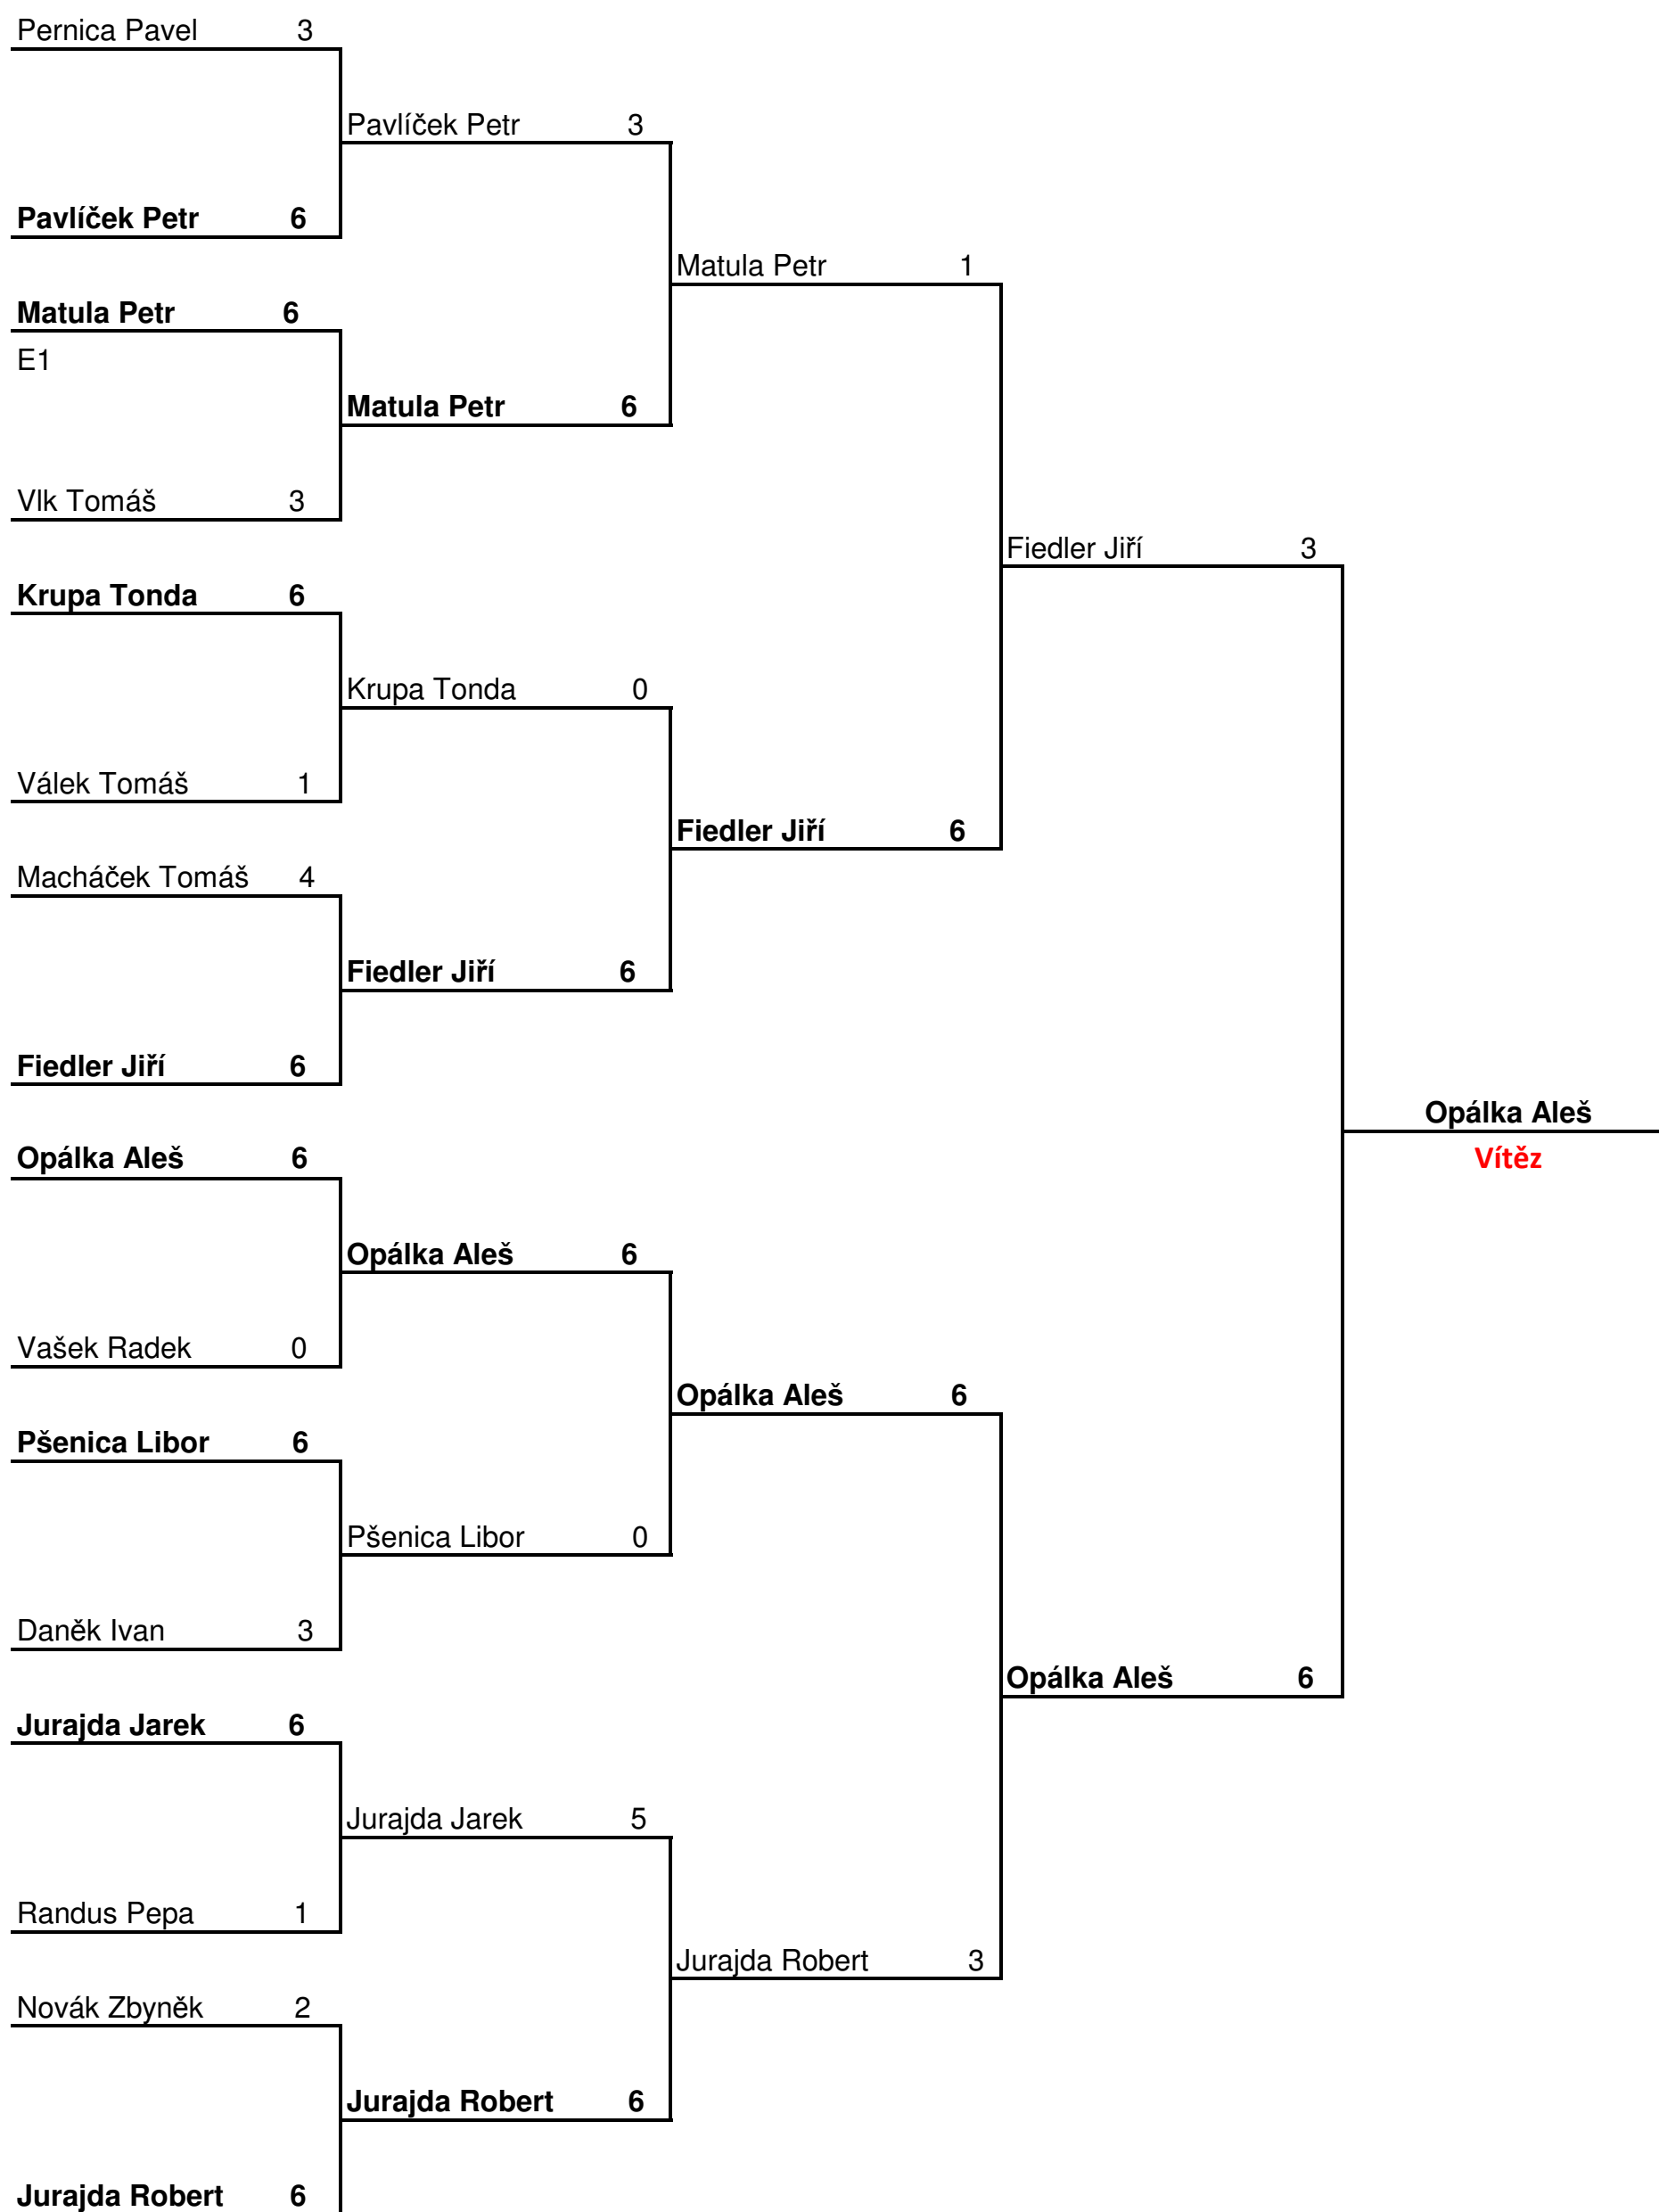 Pernica Pavel 3
Pavlíček Petr 3
Pavlíček Petr 6
Matula Petr 1
Matula Petr 6
E1
Matula Petr 6
Vlk Tomáš 3
Fiedler Jiří 3
Krupa Tonda 6
Krupa Tonda 0
Válek Tomáš 1
Fiedler Jiří 6
Macháček Tomáš 4
Fiedler Jiří 6
Fiedler Jiří 6
Opálka Aleš
Opálka Aleš 6
Vítěz
Opálka Aleš 6
Vašek Radek 0
Opálka Aleš 6
Pšenica Libor 6
Pšenica Libor 0
Daněk Ivan 3
Opálka Aleš 6
Jurajda Jarek 6
Jurajda Jarek 5
Randus Pepa 1
Jurajda Robert 3
Novák Zbyněk 2
Jurajda Robert 6
Jurajda Robert 6